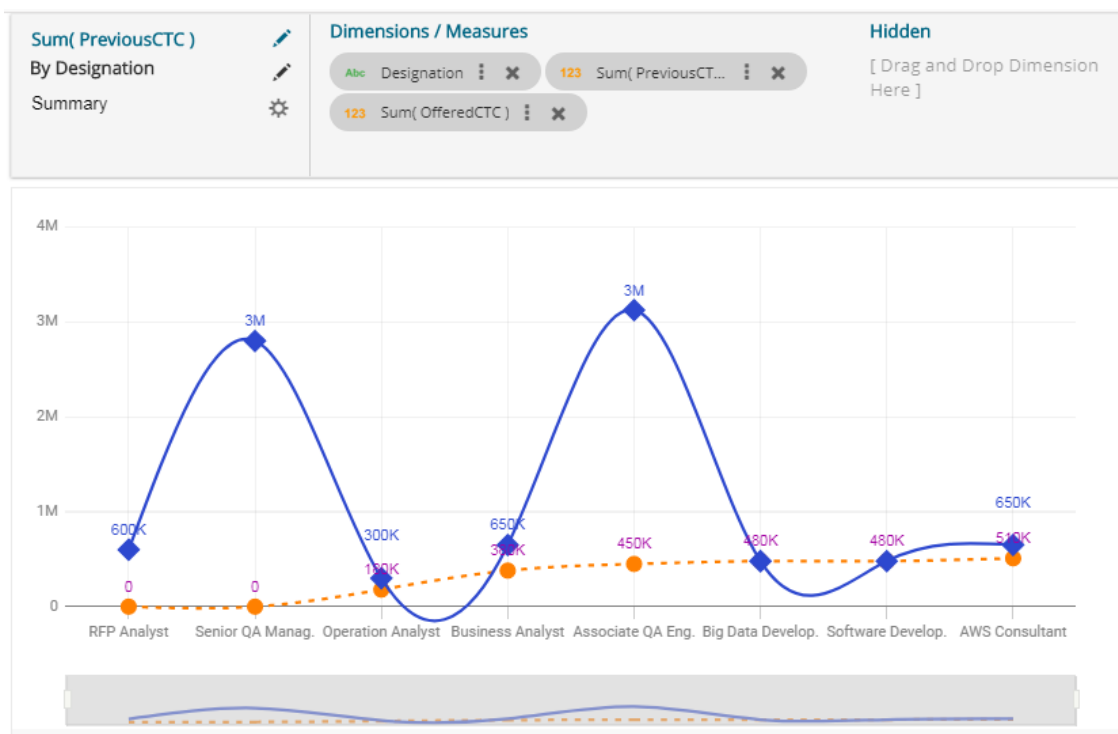 Sum( PreviousCTC )
By Designation
Summary
Dimensions / Measures
Abc Designation
123 Sum( PreviousCT...
123 Sum( OfferedCTC )
Hidden
[ Drag and Drop Dimension
Here ]
4M
3M
2M
1M
0
600K
3M
300K
650K
3M
650K
0
0
180K
450K
480K
480K
510K
RFP Analyst
Senior QA Manag.
Operation Analyst
Business Analyst
Associate QA Eng.
Big Data Develop.
Software Develop.
AWS Consultant